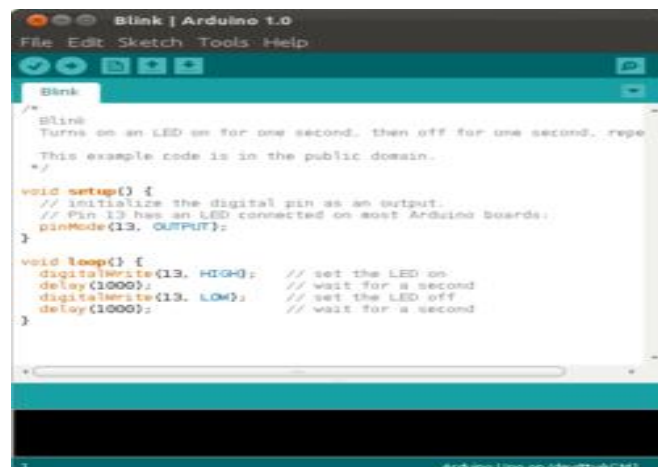 Blink | Arduino 1.0
File Edit Sketch Tools Help
Blink
/*
Blink
Turns on an LED on for one second, then off for one second, repe
This example code is in the public domain.
*/
void setup() {
// initialize the digital pin as an output.
// Pin 13 has an LED connected on most Arduino boards:
pinMode(13, OUTPUT);
}
void loop() {
digitalWrite(13, HIGH); // set the LED on
delay(1000); // wait for a second
digitalWrite(13, LOW); // set the LED off
delay(1000); // wait for a second
}
Arduino Uno on